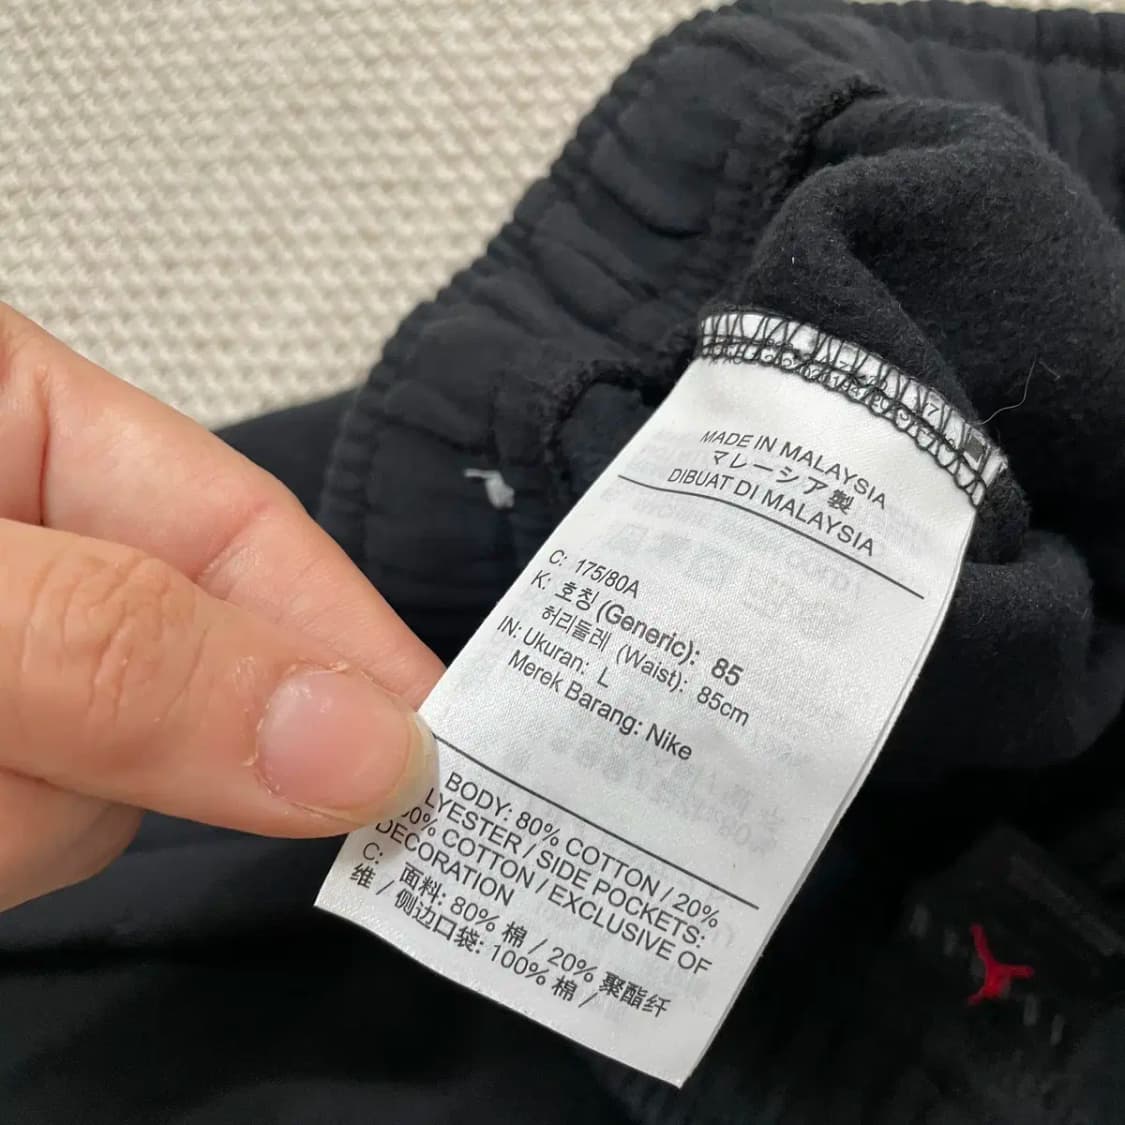 MADE IN MALAYSIA
マレーシア製
DIBUAT DI MALAYSIA
C: 175/80A
K: 호칭(Generic): 85
허리둘레 (Waist): 85cm
IN: Ukuran: L
Merek Barang: Nike
BODY: 80% COTTON / 20%
LYESTER / SIDE POCKETS:
00% COTTON / EXCLUSIVE OF
DECORATION
C: 面料: 80% 棉 / 20% 聚酯纤
维 / 侧边口袋: 100% 棉 /